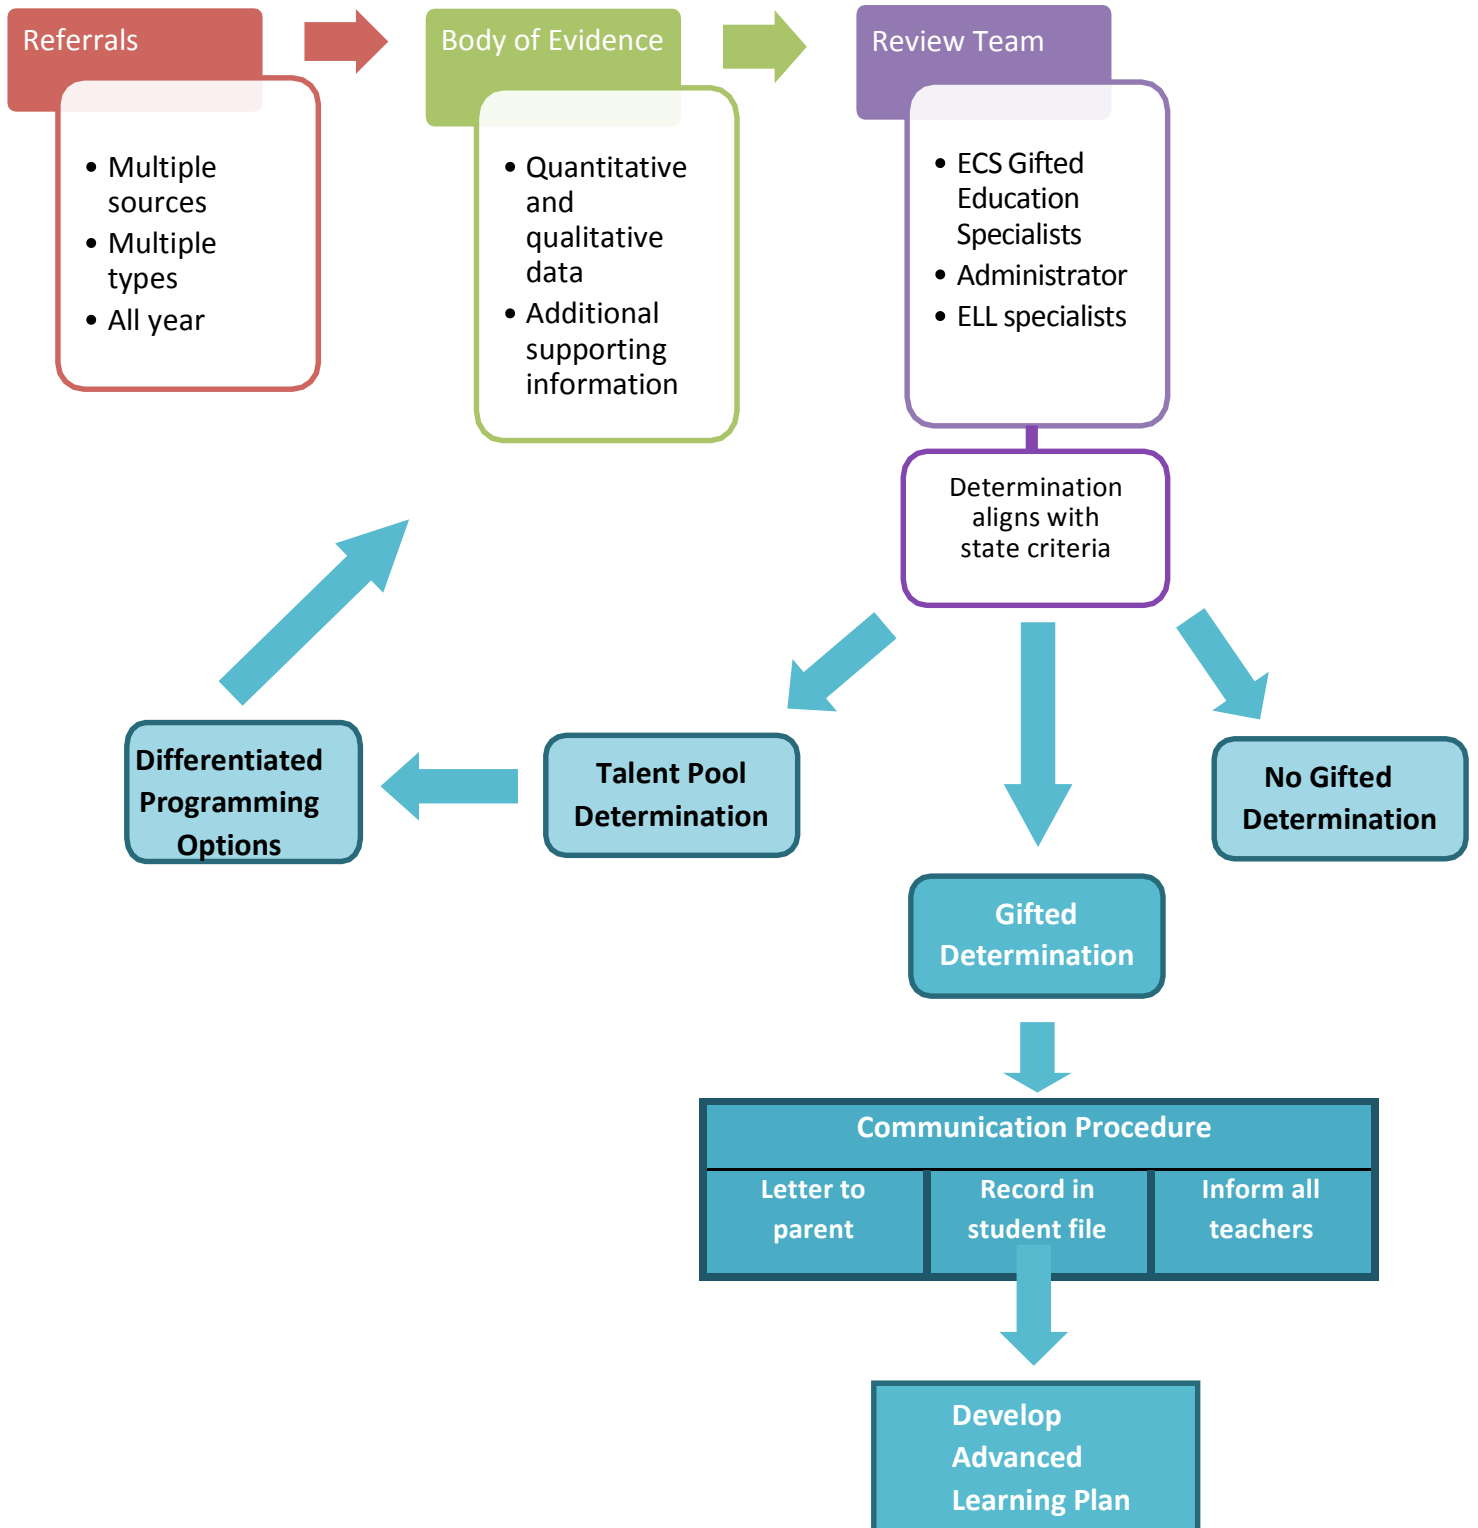 Referrals
• Multiple
sources
• Multiple
types
• All year
Body of Evidence
• Quantitative
and
qualitative
data
• Additional
supporting
information
Review Team
• ECS Gifted
Education
Specialists
• Administrator
• ELL specialists
Determination
aligns with
state criteria
Differentiated
Programming
Options
Talent Pool
Determination
No Gifted
Determination
Gifted
Determination
Communication Procedure
Letter to
parent
Record in
student file
Inform all
teachers
Develop
Advanced
Learning Plan